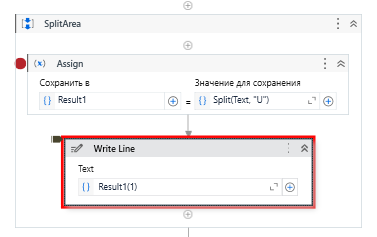 SplitArea
Assign
Сохранить в
Значение для сохранения
Result1
=
Split(Text, "U")
Write Line
Text
Result1(1)